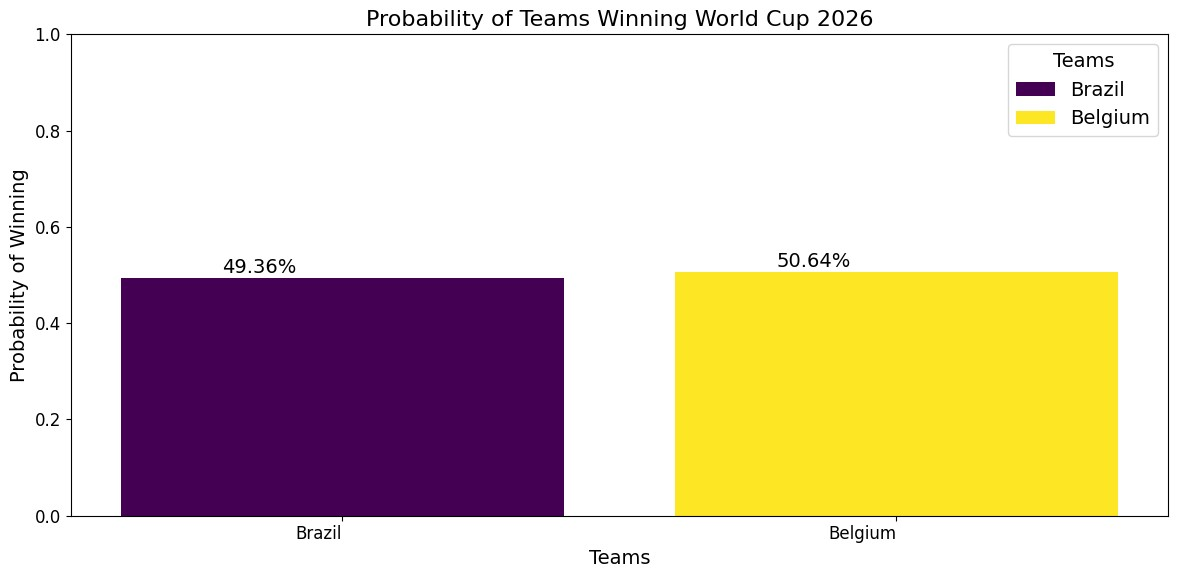 Probability of Teams Winning World Cup 2026
Probability of Winning
1.0
0.8
0.6
0.4
0.2
0.0
Teams
Brazil
Belgium
49.36%
50.64%
Brazil
Belgium
Teams